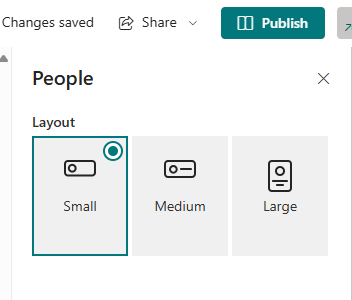 Changes saved Share Publish
People
Layout
Small Medium Large